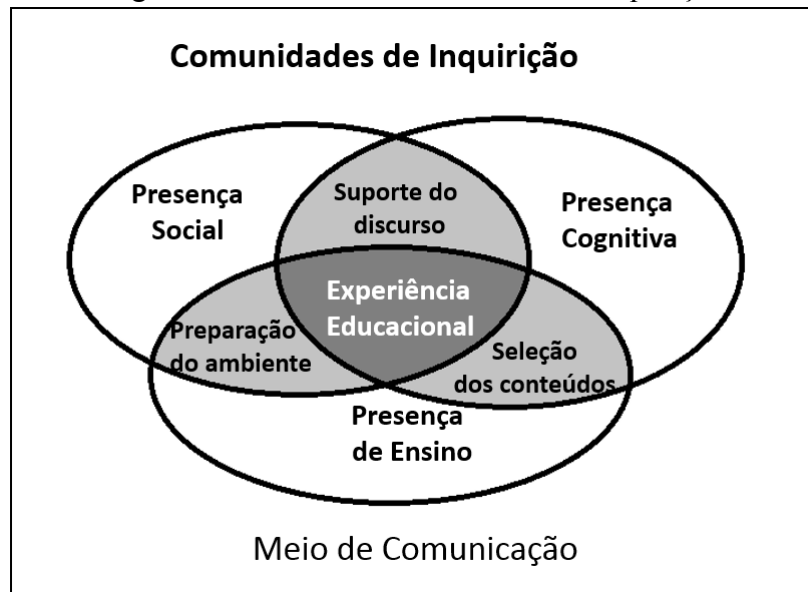 Comunidades de Inquirição
Presença
Social
Suporte do
discurso
Presença
Cognitiva
Experiência
Educacional
Preparação
do ambiente
Seleção
dos conteúdos
Presença
de Ensino
Meio de Comunicação